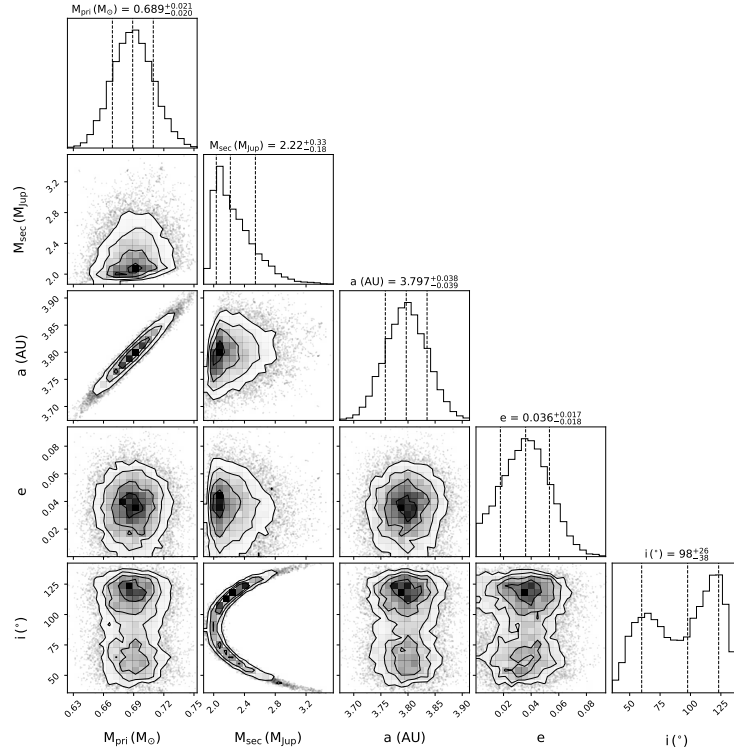 M_pri (M_⊙) = 0.689^{+0.021}_{−0.020}
M_sec (M_Jup) = 2.22^{+0.33}_{−0.18}
M_sec (M_Jup)
3.2
2.8
2.4
2.0
a (AU) = 3.797^{+0.038}_{−0.039}
a (AU)
3.90
3.85
3.80
3.75
3.70
e = 0.036^{+0.017}_{−0.018}
e
0.08
0.06
0.04
0.02
i (°) = 98^{+26}_{−38}
i (°)
125
100
75
50
0.63 0.66 0.69 0.72 0.75 2.0 2.4 2.8 3.2 3.70 3.75 3.80 3.85 3.90 0.02 0.04 0.06 0.08 50 75 100 125
M_pri (M_⊙) M_sec (M_Jup) a (AU) e i (°)